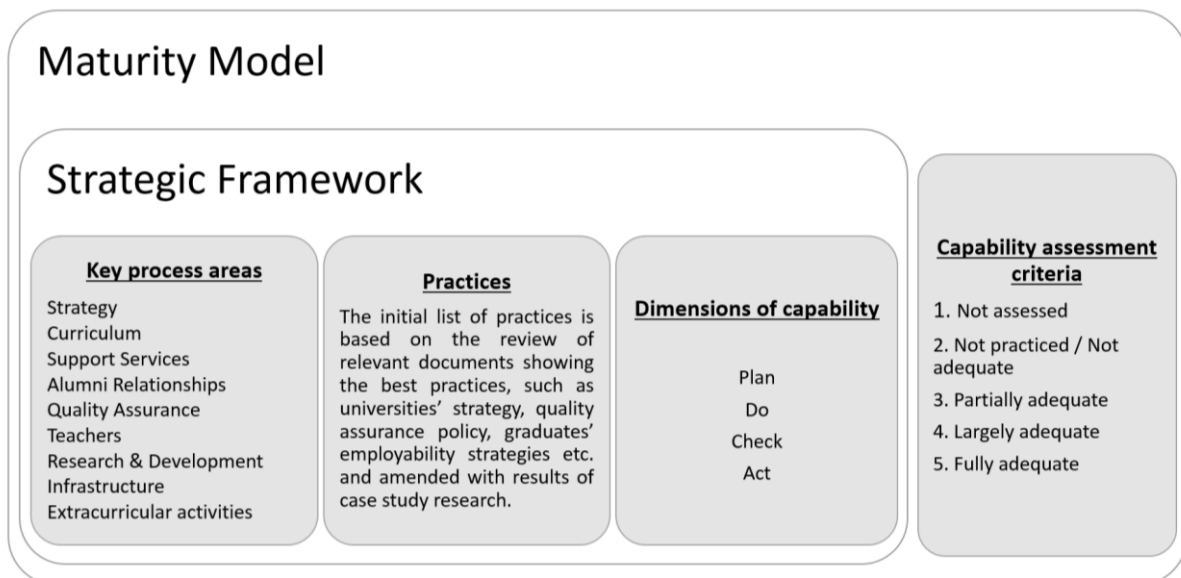 Maturity Model
Strategic Framework
Key process areas
Strategy
Curriculum
Support Services
Alumni Relationships
Quality Assurance
Teachers
Research & Development
Infrastructure
Extracurricular activities
Practices
The initial list of practices is
based on the review of
relevant documents showing
the best practices, such as
universities’ strategy, quality
assurance policy, graduates’
employability strategies etc.
and amended with results of
case study research.
Dimensions of capability
Plan
Do
Check
Act
Capability assessment
criteria
1. Not assessed
2. Not practiced / Not
adequate
3. Partially adequate
4. Largely adequate
5. Fully adequate